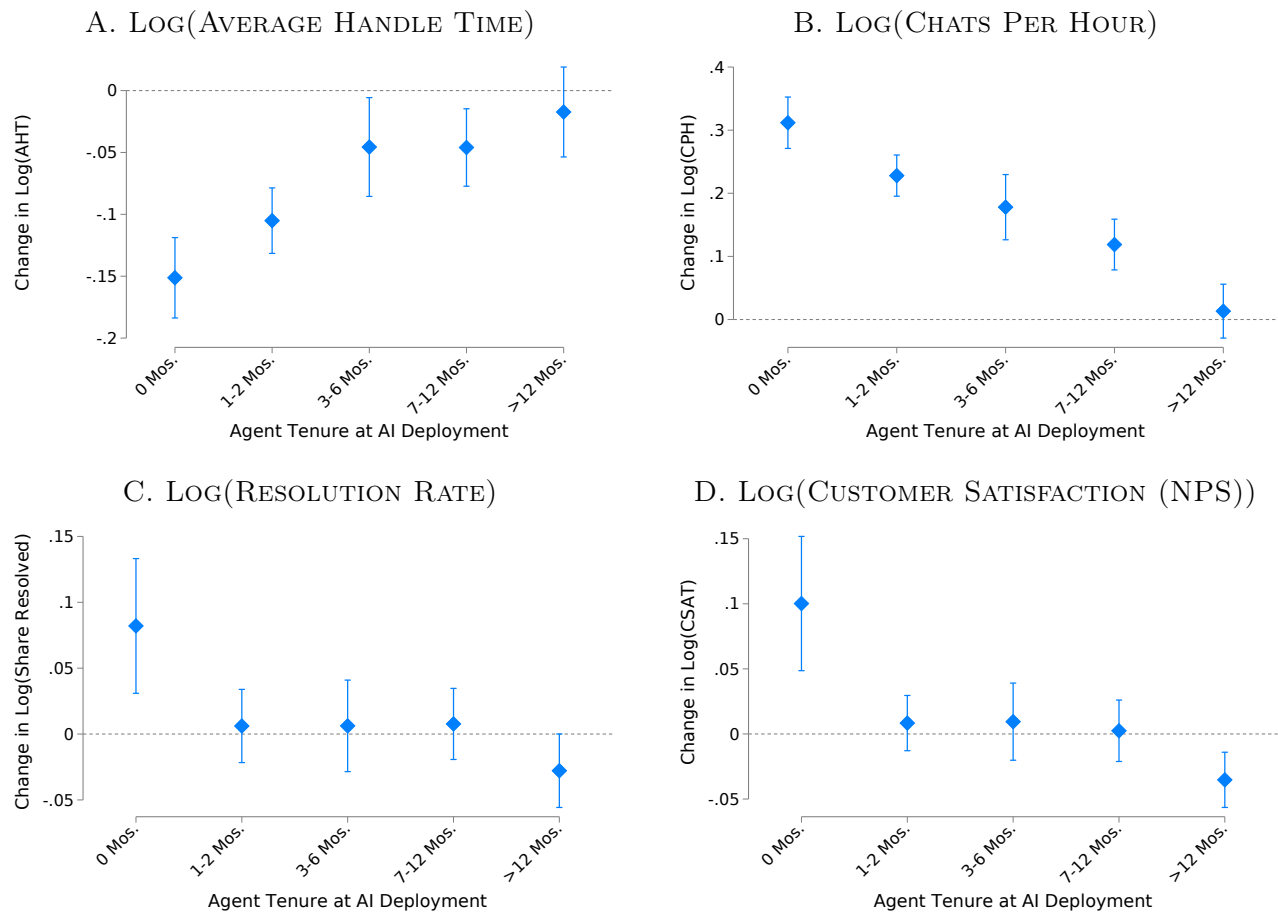 A. Log(Average Handle Time)
Change in Log(AHT)
0
-.05
-.1
-.15
-.2
0 Mos.
1-2 Mos.
3-6 Mos.
7-12 Mos.
>12 Mos.
Agent Tenure at AI Deployment
B. Log(Chats Per Hour)
Change in Log(CPH)
.4
.3
.2
.1
0
0 Mos.
1-2 Mos.
3-6 Mos.
7-12 Mos.
>12 Mos.
Agent Tenure at AI Deployment
C. Log(Resolution Rate)
Change in Log(Share Resolved)
.15
.1
.05
0
-.05
0 Mos.
1-2 Mos.
3-6 Mos.
7-12 Mos.
>12 Mos.
Agent Tenure at AI Deployment
D. Log(Customer Satisfaction (NPS))
Change in Log(CSAT)
.15
.1
.05
0
-.05
0 Mos.
1-2 Mos.
3-6 Mos.
7-12 Mos.
>12 Mos.
Agent Tenure at AI Deployment